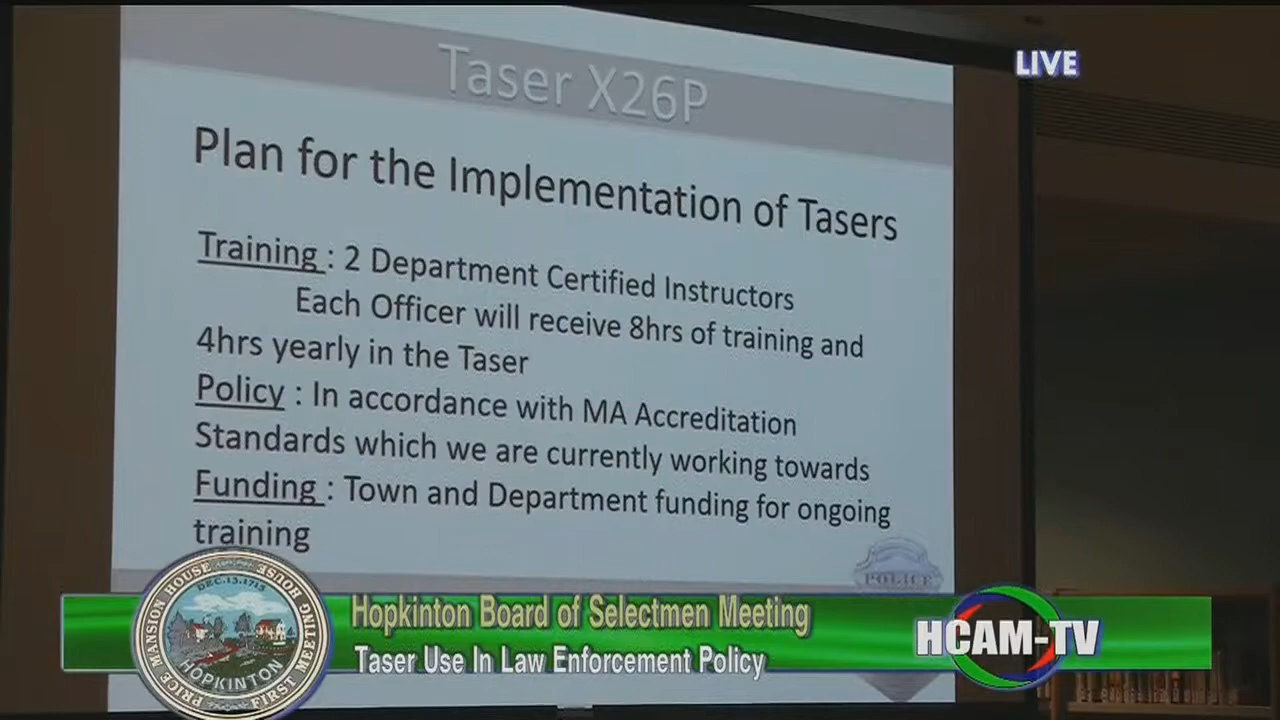 LIVE
Taser X26P
Plan for the Implementation of Tasers
Training : 2 Department Certified Instructors
Each Officer will receive 8hrs of training and
4hrs yearly in the Taser
Policy : In accordance with MA Accreditation
Standards which we are currently working towards
Funding : Town and Department funding for ongoing
training
POLICE
Hopkinton Board of Selectmen Meeting
Taser Use In Law Enforcement Policy
PRICE MANSION HOUSE
FIRST MEETING HOUSE
DEC.13.1715
HOPKINTON
HCAM-TV